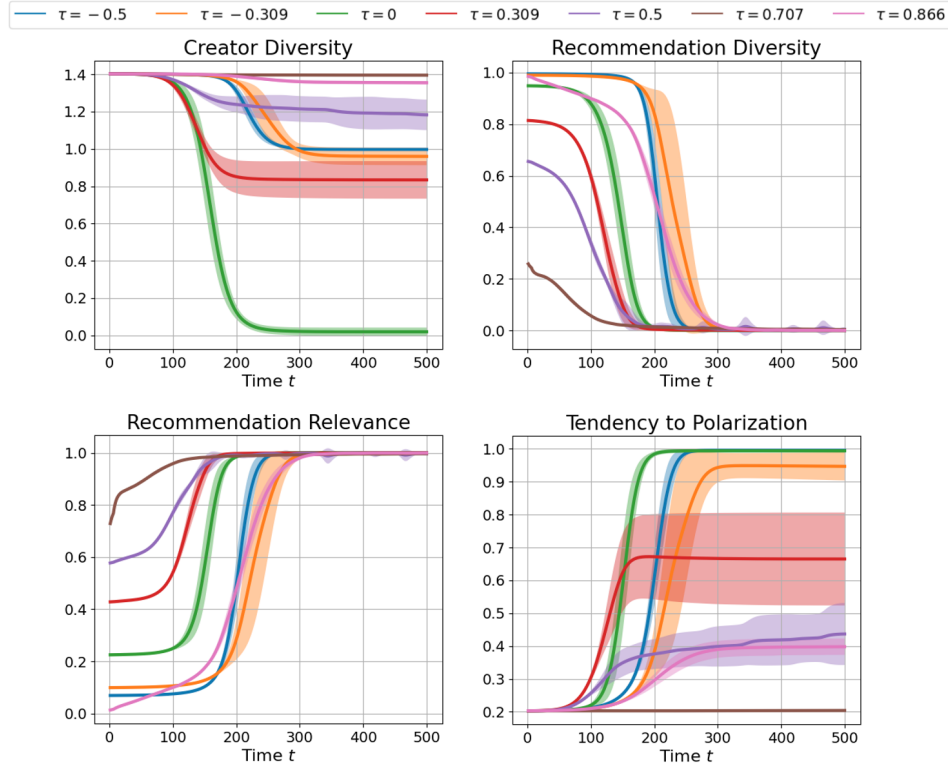 τ = −0.5 τ = −0.309 τ = 0 τ = 0.309 τ = 0.5 τ = 0.707 τ = 0.866
Creator Diversity
1.4
1.2
1.0
0.8
0.6
0.4
0.2
0.0
0 100 200 300 400 500
Time t
Recommendation Diversity
1.0
0.8
0.6
0.4
0.2
0.0
0 100 200 300 400 500
Time t
Recommendation Relevance
1.0
0.8
0.6
0.4
0.2
0.0
0 100 200 300 400 500
Time t
Tendency to Polarization
1.0
0.9
0.8
0.7
0.6
0.5
0.4
0.3
0.2
0 100 200 300 400 500
Time t